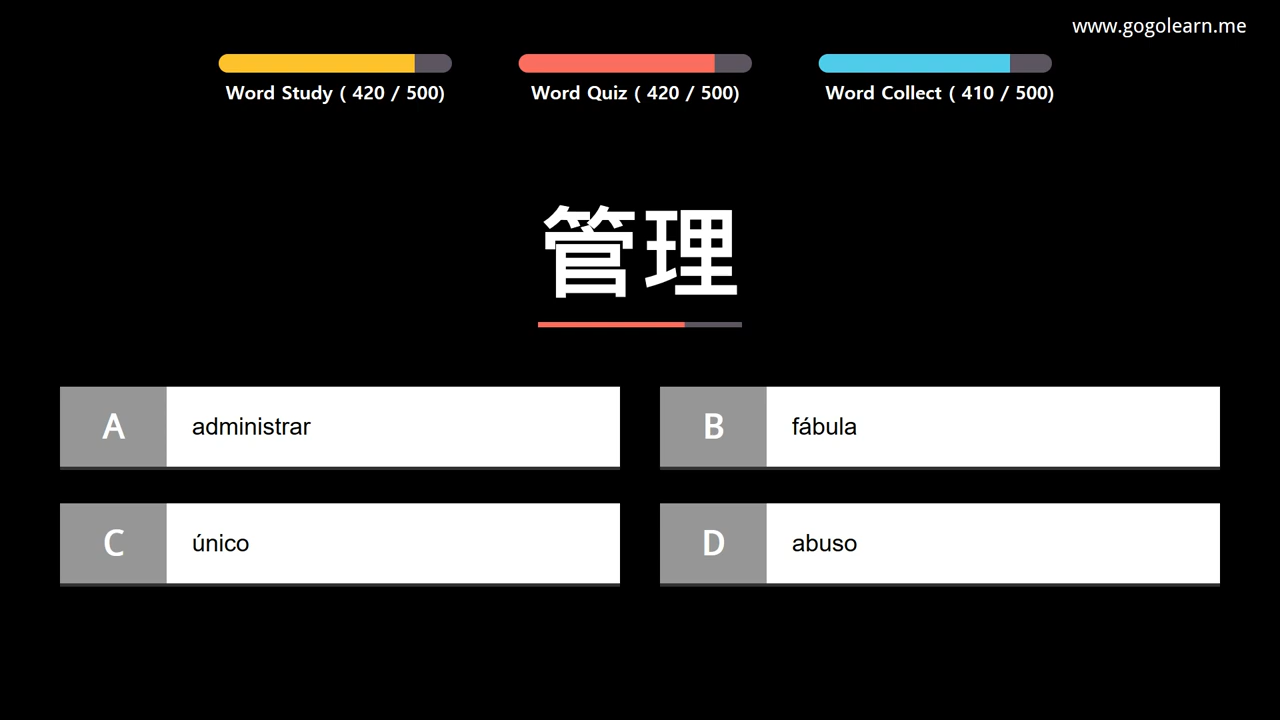 www.gogolearn.me
Word Study ( 420 / 500)
Word Quiz ( 420 / 500)
Word Collect ( 410 / 500)
管理
A administrar
B fábula
C único
D abuso